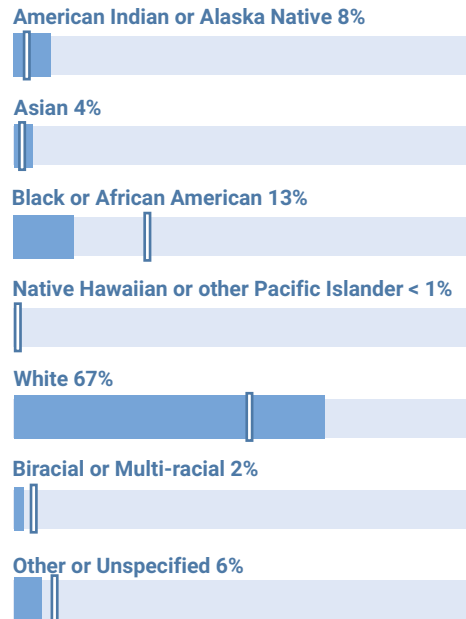 American Indian or Alaska Native 8%
Asian 4%
Black or African American 13%
Native Hawaiian or other Pacific Islander < 1%
White 67%
Biracial or Multi-racial 2%
Other or Unspecified 6%